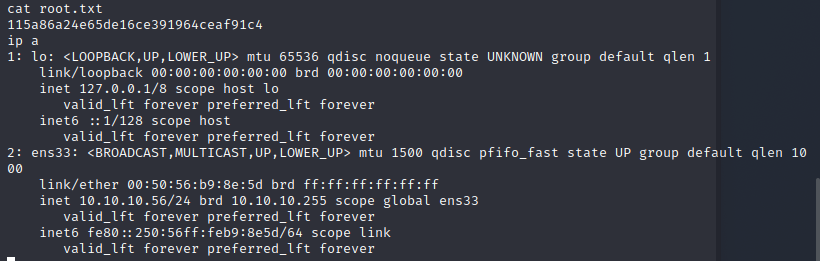 cat root.txt
115a86a24e65de16ce391964ceaf91c4
ip a
1: lo: <LOOPBACK,UP,LOWER_UP> mtu 65536 qdisc noqueue state UNKNOWN group default qlen 1
    link/loopback 00:00:00:00:00:00 brd 00:00:00:00:00:00
    inet 127.0.0.1/8 scope host lo
       valid_lft forever preferred_lft forever
    inet6 ::1/128 scope host
       valid_lft forever preferred_lft forever
2: ens33: <BROADCAST,MULTICAST,UP,LOWER_UP> mtu 1500 qdisc pfifo_fast state UP group default qlen 10
00
    link/ether 00:50:56:b9:8e:5d brd ff:ff:ff:ff:ff:ff
    inet 10.10.10.56/24 brd 10.10.10.255 scope global ens33
       valid_lft forever preferred_lft forever
    inet6 fe80::250:56ff:feb9:8e5d/64 scope link
       valid_lft forever preferred_lft forever